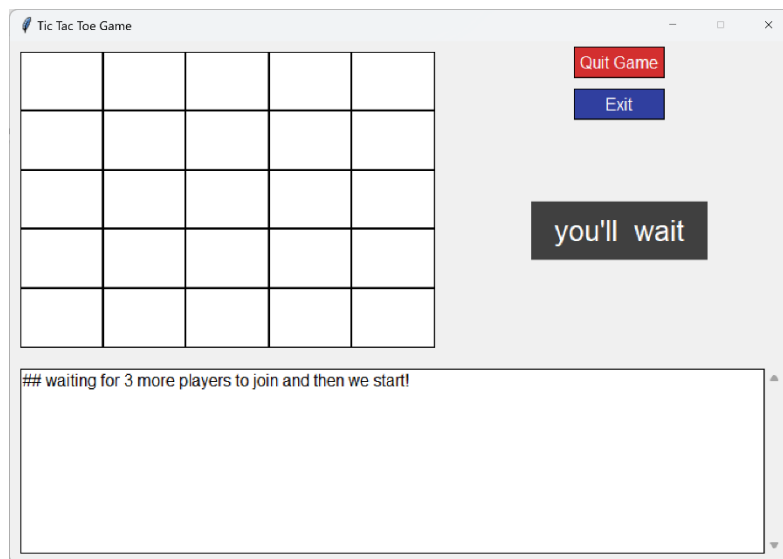 Tic Tac Toe Game
Quit Game
Exit
you'll wait
## waiting for 3 more players to join and then we start!